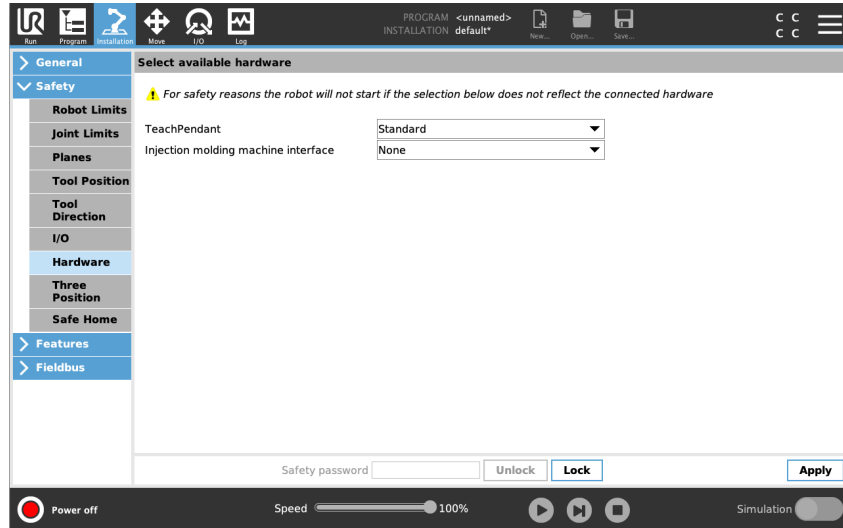 UR
PROGRAM <unnamed>
INSTALLATION default*
Run Program Installation Move I/O Log New... Open... Save...
C C
C C
General
Safety
Robot Limits
Joint Limits
Planes
Tool Position
Tool
Direction
I/O
Hardware
Three
Position
Safe Home
Features
Fieldbus
Select available hardware
For safety reasons the robot will not start if the selection below does not reflect the connected hardware
TeachPendant Standard
Injection molding machine interface None
Safety password Unlock Lock Apply
Power off Speed 100% Simulation